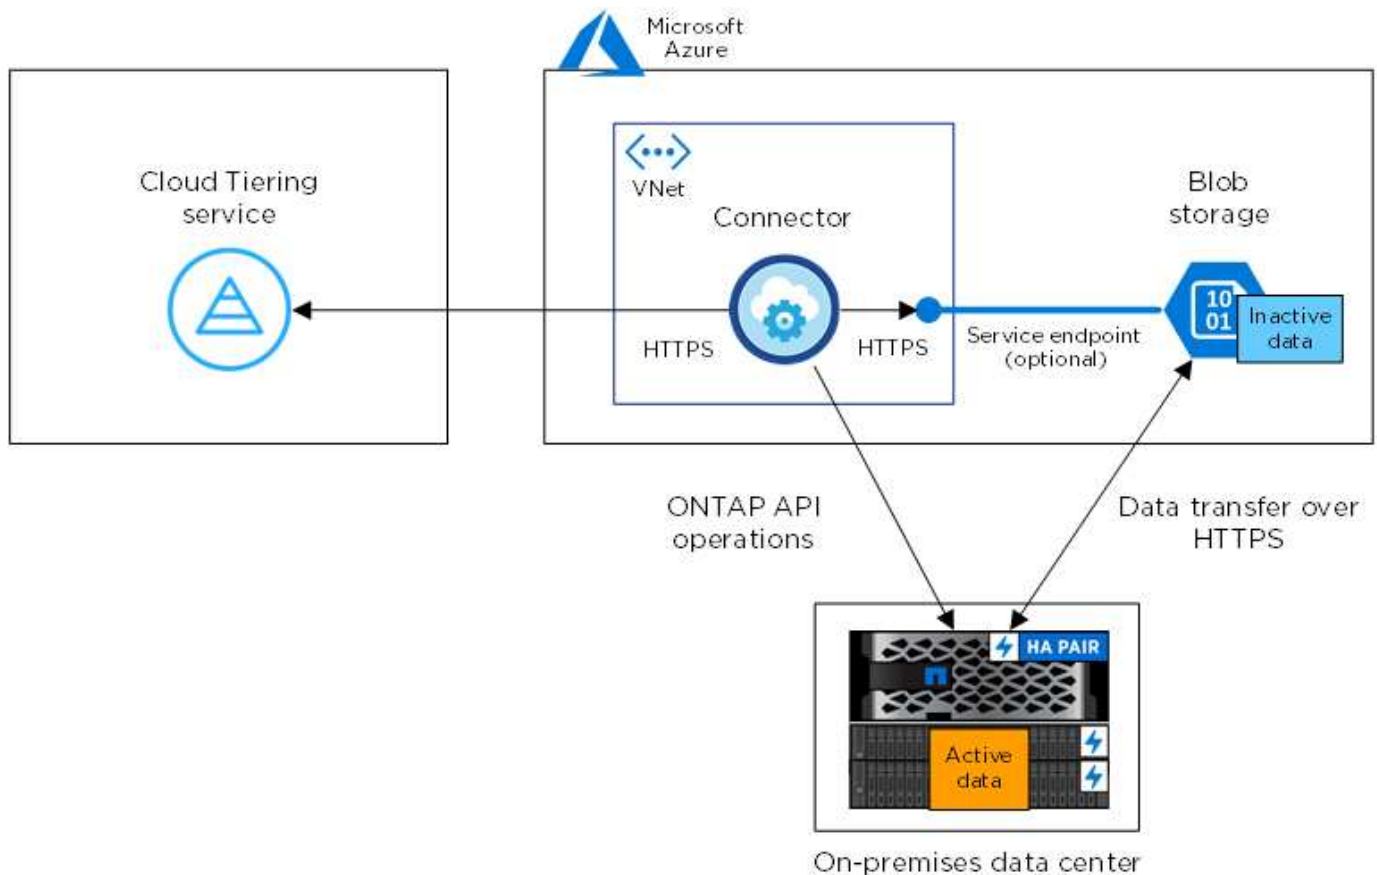 Microsoft
Azure
Cloud Tiering
service
VNet
Connector
Blob
storage
10
01
Inactive
data
HTTPS
HTTPS
Service endpoint
(optional)
ONTAP API
operations
Data transfer over
HTTPS
HA PAIR
Active
data
On-premises data center